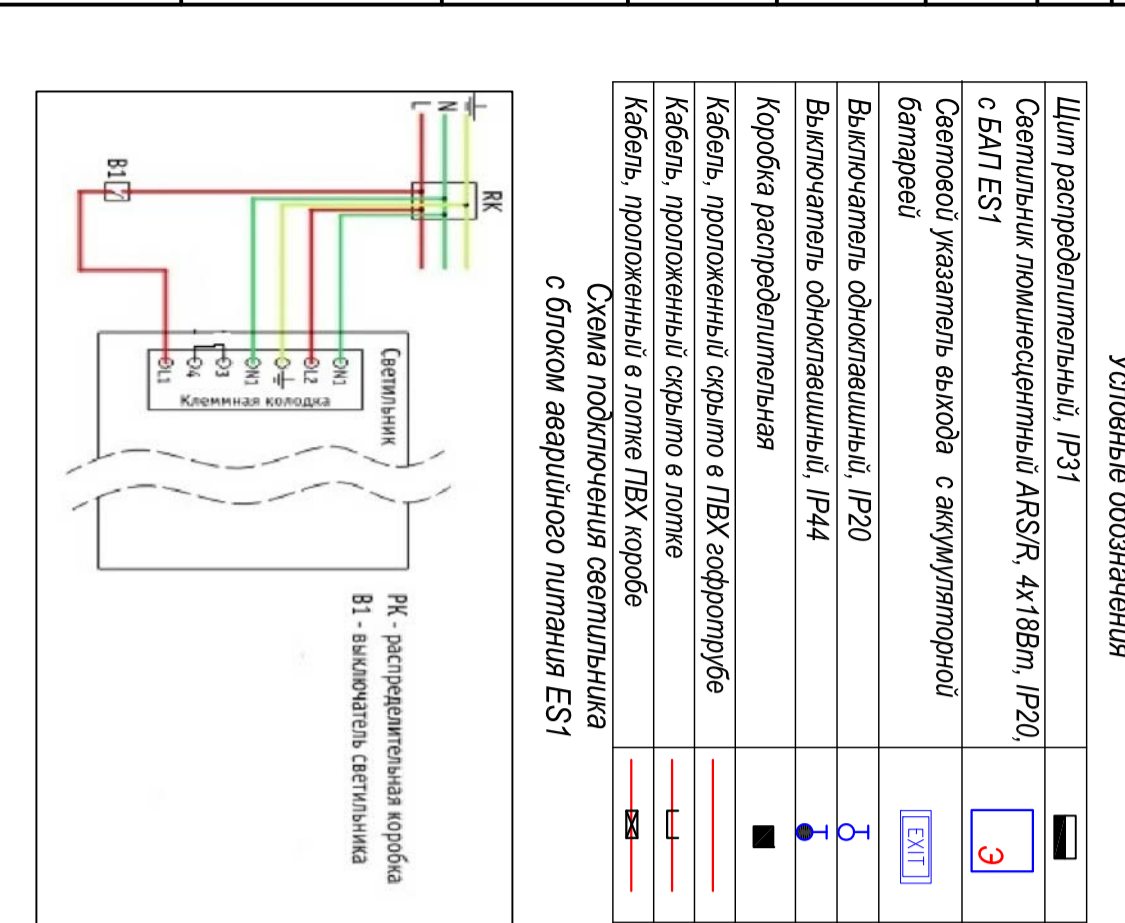 Условные обозначения
Щит распределительный, IP31
Светильник люминесцентный ARS/R, 4х18Вт, IP20,
с БАП ES1
Э
Световой указатель выхода с аккумуляторной
батареей
EXIT
Выключатель одноклавишный, IP20
Выключатель одноклавишный, IP44
Коробка распределительная
Кабель, проложенный скрыто в ПВХ гофротрубе
Кабель, проложенный скрыто в лотке
Кабель, проложенный в лотке ПВХ коробе
Схема подключения светильника
с блоком аварийного питания ES1
RK
N
L
B1
Светильник
N1
L2
N1
3
4
L1
Клеммная колодка
РК - распределительная коробка
В1 - выключатель светильника